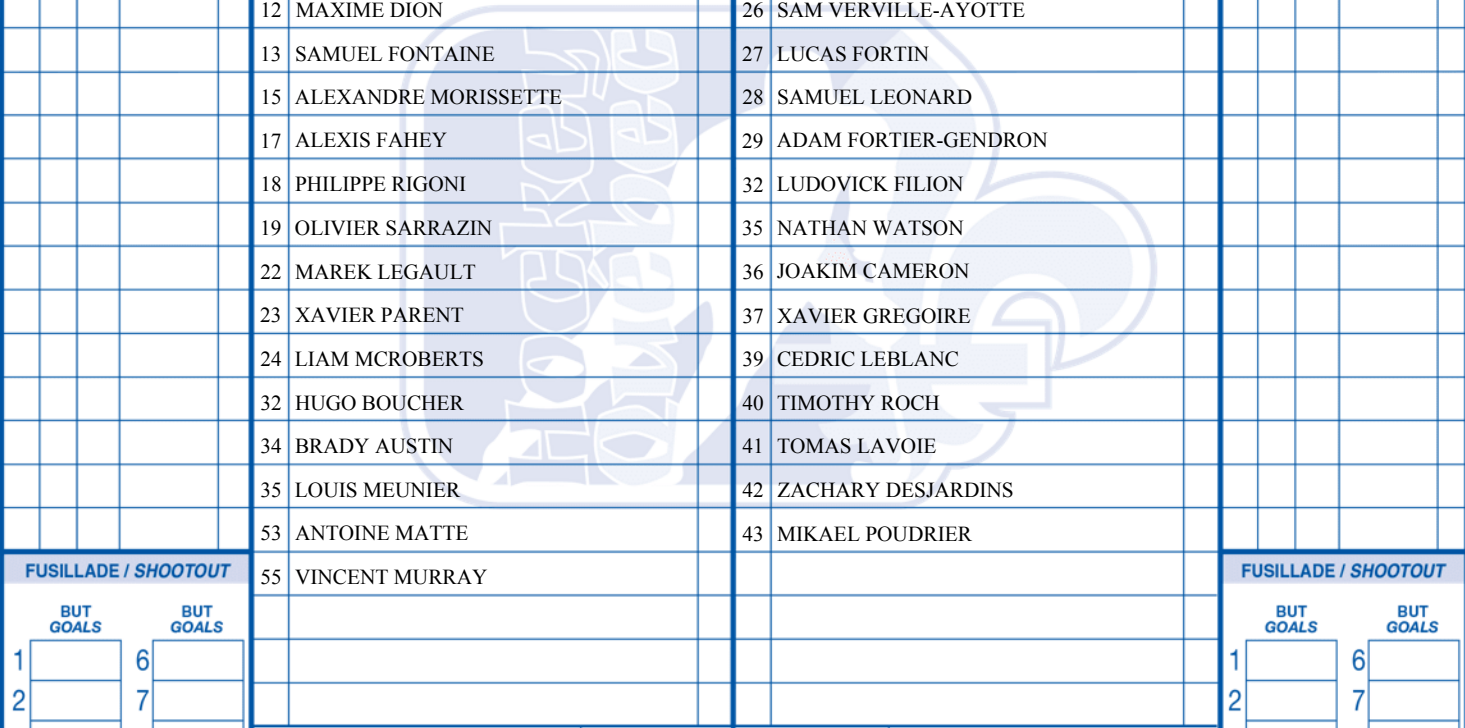 12 MAXIME DION 26 SAM VERVILLE-AYOTTE
13 SAMUEL FONTAINE 27 LUCAS FORTIN
15 ALEXANDRE MORISSETTE 28 SAMUEL LEONARD
17 ALEXIS FAHEY 29 ADAM FORTIER-GENDRON
18 PHILIPPE RIGONI 32 LUDOVICK FILION
19 OLIVIER SARRAZIN 35 NATHAN WATSON
22 MAREK LEGAULT 36 JOAKIM CAMERON
23 XAVIER PARENT 37 XAVIER GREGOIRE
24 LIAM MCROBERTS 39 CEDRIC LEBLANC
32 HUGO BOUCHER 40 TIMOTHY ROCH
34 BRADY AUSTIN 41 TOMAS LAVOIE
35 LOUIS MEUNIER 42 ZACHARY DESJARDINS
53 ANTOINE MATTE 43 MIKAEL POUDRIER
55 VINCENT MURRAY
Hockey
Québec
FUSILLADE / SHOOTOUT FUSILLADE / SHOOTOUT
BUT BUT BUT BUT
GOALS GOALS GOALS GOALS
1 6 1 6
2 7 2 7